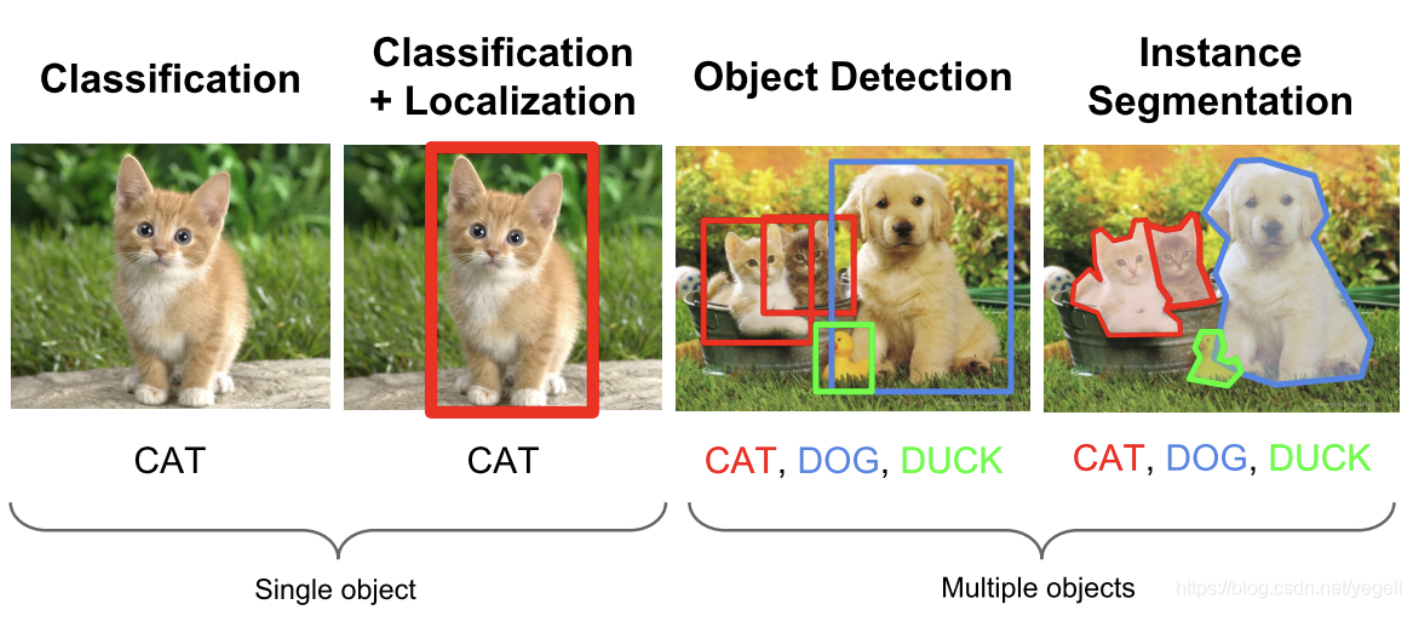 Classification
Classification
+ Localization
Object Detection
Instance
Segmentation
CAT
CAT
CAT, DOG, DUCK
CAT, DOG, DUCK
Single object
Multiple objects
https://blog.csdn.net/yegeli